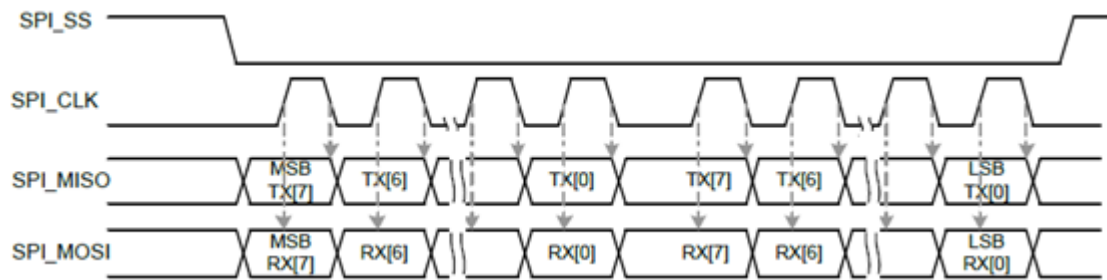 SPI_SS
SPI_CLK
SPI_MISO
MSB
TX[7]
TX[6]
TX[0]
TX[7]
TX[6]
LSB
TX[0]
SPI_MOSI
MSB
RX[7]
RX[6]
RX[0]
RX[7]
RX[6]
LSB
RX[0]